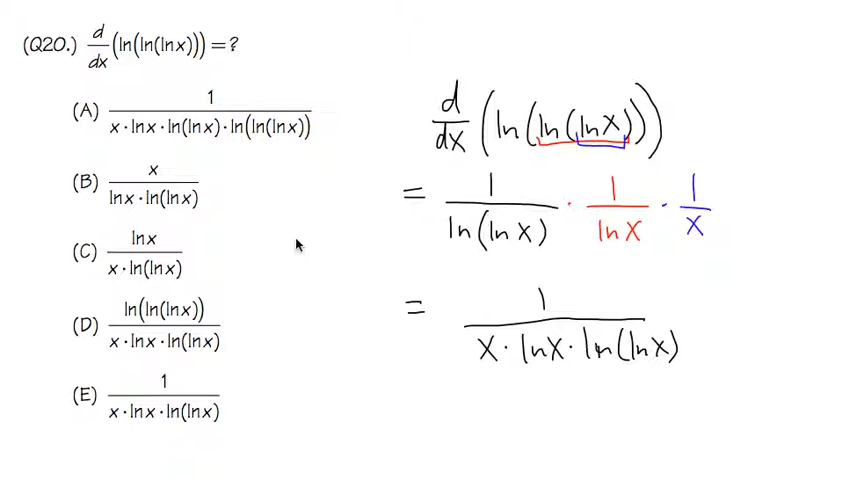 (Q20.) d/dx (ln(ln(lnx))) = ?
(A) 1/(x·lnx·ln(lnx)·ln(ln(lnx)))
(B) x/(lnx·ln(lnx))
(C) lnx/(x·ln(lnx))
(D) ln(ln(lnx))/(x·lnx·ln(lnx))
(E) 1/(x·lnx·ln(lnx))
d/dx (ln(ln(lnx)))
= 1/ln(lnx) · 1/lnx · 1/x
= 1/(x·lnx·ln(lnx))